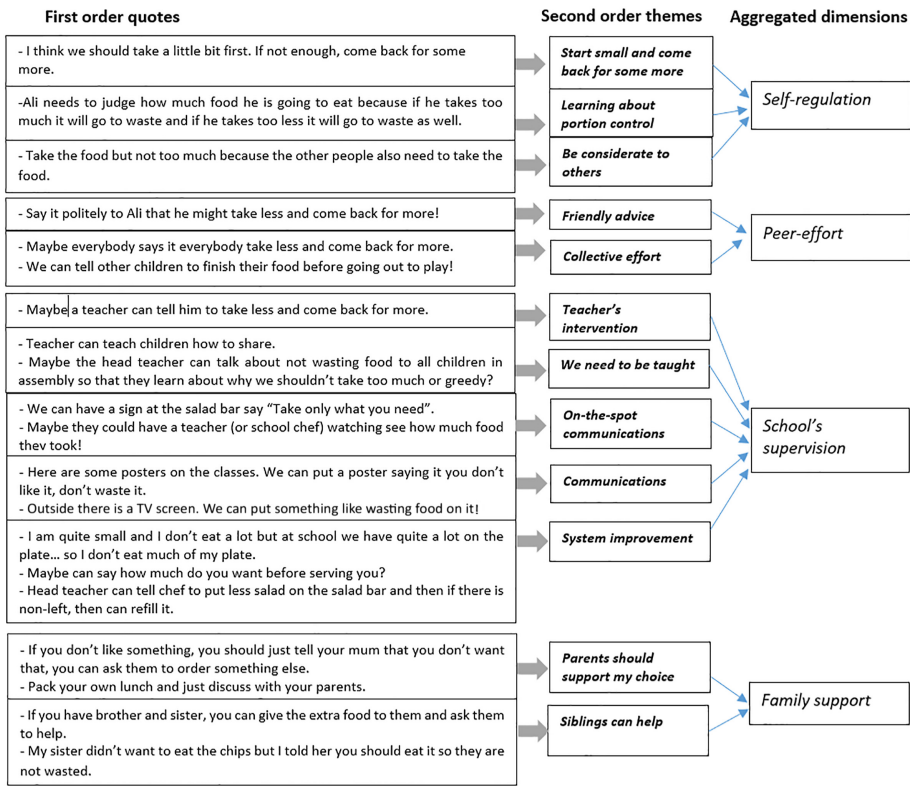 First order quotes
Second order themes
Aggregated dimensions
- I think we should take a little bit first. If not enough, come back for some
more.
Start small and come
back for some more
-Ali needs to judge how much food he is going to eat because if he takes too
much it will go to waste and if he takes too less it will go to waste as well.
Learning about
portion control
- Take the food but not too much because the other people also need to take the
food.
Be considerate to
others
Self-regulation
- Say it politely to Ali that he might take less and come back for more!
Friendly advice
- Maybe everybody says it everybody take less and come back for more.
- We can tell other children to finish their food before going out to play!
Collective effort
Peer-effort
- Maybe a teacher can tell him to take less and come back for more.
Teacher's
intervention
- Teacher can teach children how to share.
- Maybe the head teacher can talk about not wasting food to all children in
assembly so that they learn about why we shouldn't take too much or greedy?
We need to be taught
- We can have a sign at the salad bar say "Take only what you need".
- Maybe they could have a teacher (or school chef) watching see how much food
they took!
On-the-spot
communications
- Here are some posters on the classes. We can put a poster saying it you don't
like it, don't waste it.
- Outside there is a TV screen. We can put something like wasting food on it!
Communications
- I am quite small and I don't eat a lot but at school we have quite a lot on the
plate... so I don't eat much of my plate.
- Maybe can say how much do you want before serving you?
- Head teacher can tell chef to put less salad on the salad bar and then if there is
non-left, then can refill it.
System improvement
School's
supervision
- If you don't like something, you should just tell your mum that you don't want
that, you can ask them to order something else.
- Pack your own lunch and just discuss with your parents.
Parents should
support my choice
- If you have brother and sister, you can give the extra food to them and ask them
to help.
- My sister didn't want to eat the chips but I told her you should eat it so they are
not wasted.
Siblings can help
Family support